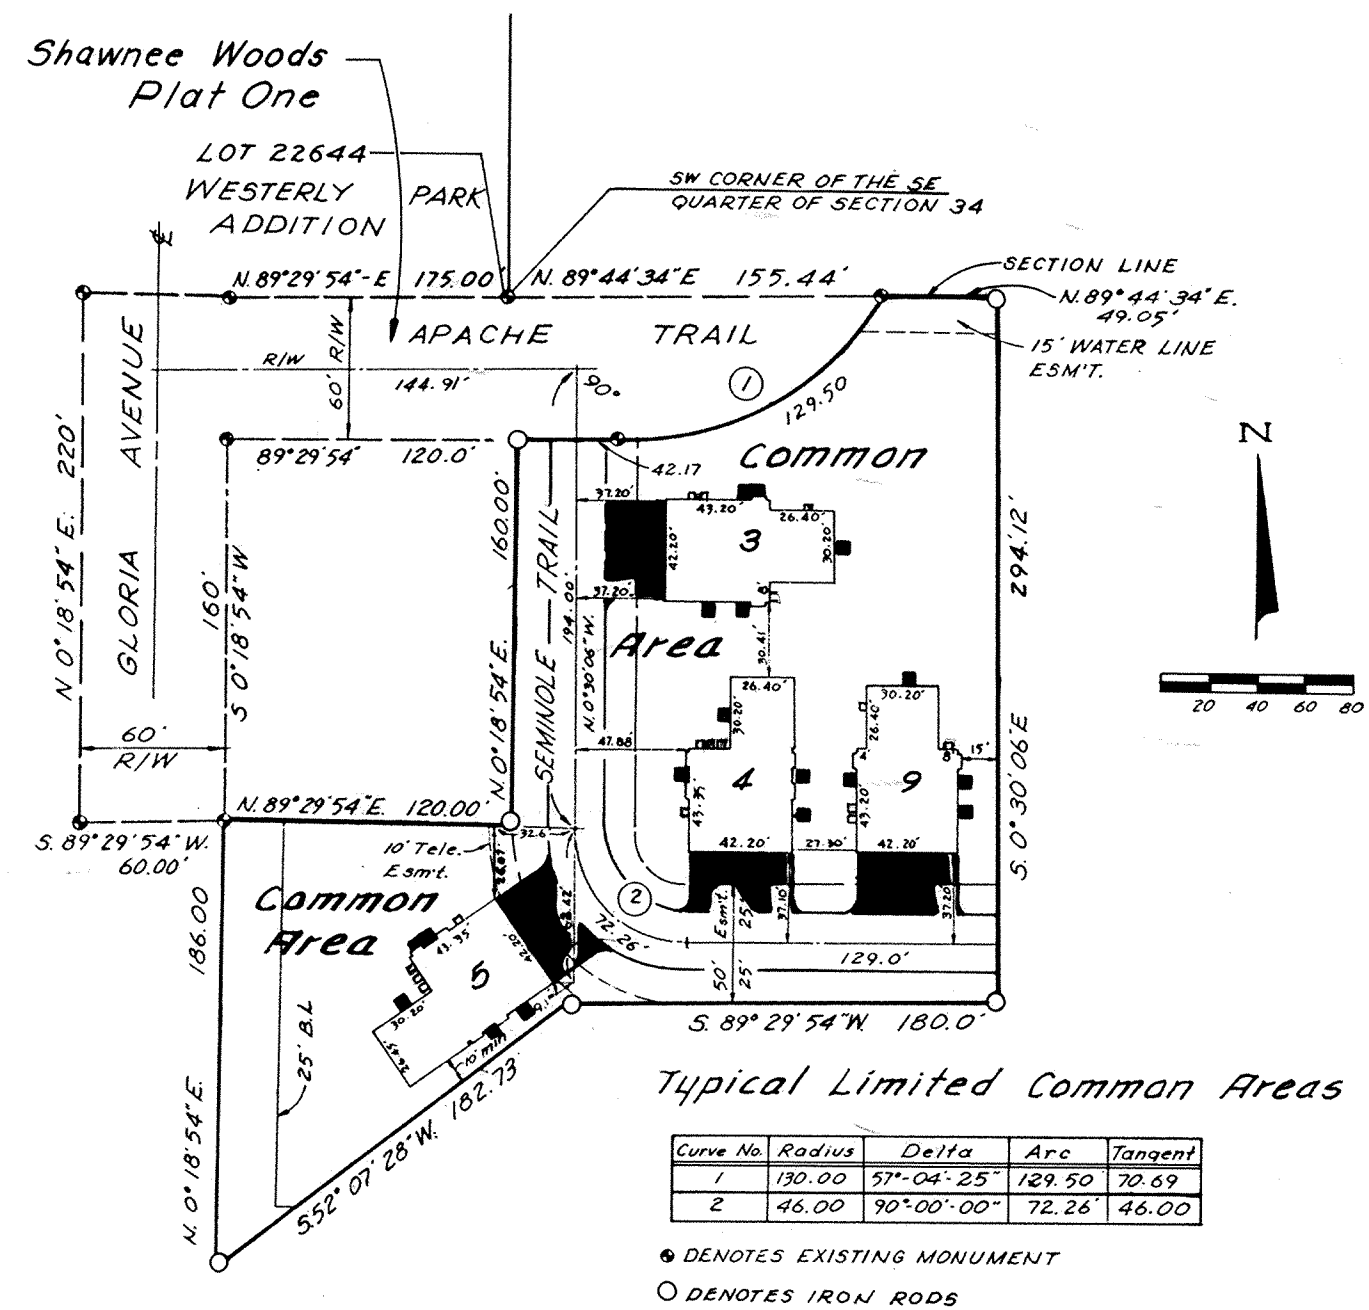 Shawnee Woods
Plat One
LOT 22644
WESTERLY PARK
ADDITION
SW CORNER OF THE SE
QUARTER OF SECTION 34
SECTION LINE
N. 89° 29' 54"-E 175.00'
N. 89° 44' 34" E 155.44'
N. 89° 44' 34" E.
49.05'
APACHE TRAIL
15' WATER LINE
ESM'T.
R/W
144.91'
60' R/W
90°
1
129.50
89° 29' 54" 120.0'
42.17
Common
Area
N 0° 18' 54" E. 220'
GLORIA AVENUE
160'
S 0° 18' 54" W
160.00'
N. 0° 18' 54" E.
SEMINOLE TRAIL
194.00'
N. 0° 30' 06" W.
37.20'
43.20'
26.40'
3
42.20'
30.20'
37.20'
8'
30.41'
294.12'
S. 0° 30' 06" E
N
20 40 60 80
26.40'
30.20'
30.20'
26.40'
60'
R/W
47.88
4
9
8'
15'
43.35'
43.20'
N. 89° 29' 54" E. 120.00'
S. 89° 29' 54" W.
60.00'
32.6
42.20'
27.30'
42.20'
10' Tele.
Esm't.
Common
Area
2
72.26'
Esm't.
25'
37.10'
37.20'
129.0'
50'
25'
186.00
N. 0° 18' 54" E.
43.35'
42.20'
5
30.20'
26.45'
10' min
25' B.L
S. 89° 29' 54" W. 180.0'
S.52° 07' 28" W. 182.73'
Typical Limited Common Areas
Curve No. Radius Delta Arc Tangent
1 130.00 57°-04'-25" 129.50 70.69
2 46.00 90°-00'-00" 72.26' 46.00
DENOTES EXISTING MONUMENT
DENOTES IRON RODS